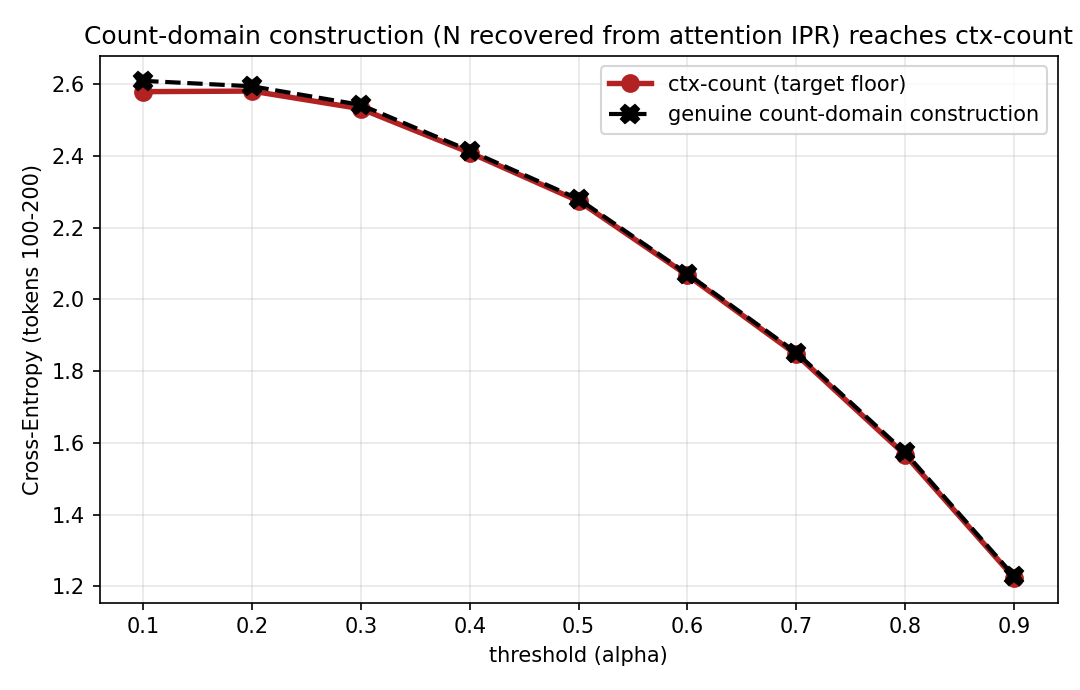 Count-domain construction (N recovered from attention IPR) reaches ctx-count
ctx-count (target floor)
genuine count-domain construction
Cross-Entropy (tokens 100-200)
2.6
2.4
2.2
2.0
1.8
1.6
1.4
1.2
0.1 0.2 0.3 0.4 0.5 0.6 0.7 0.8 0.9
threshold (alpha)